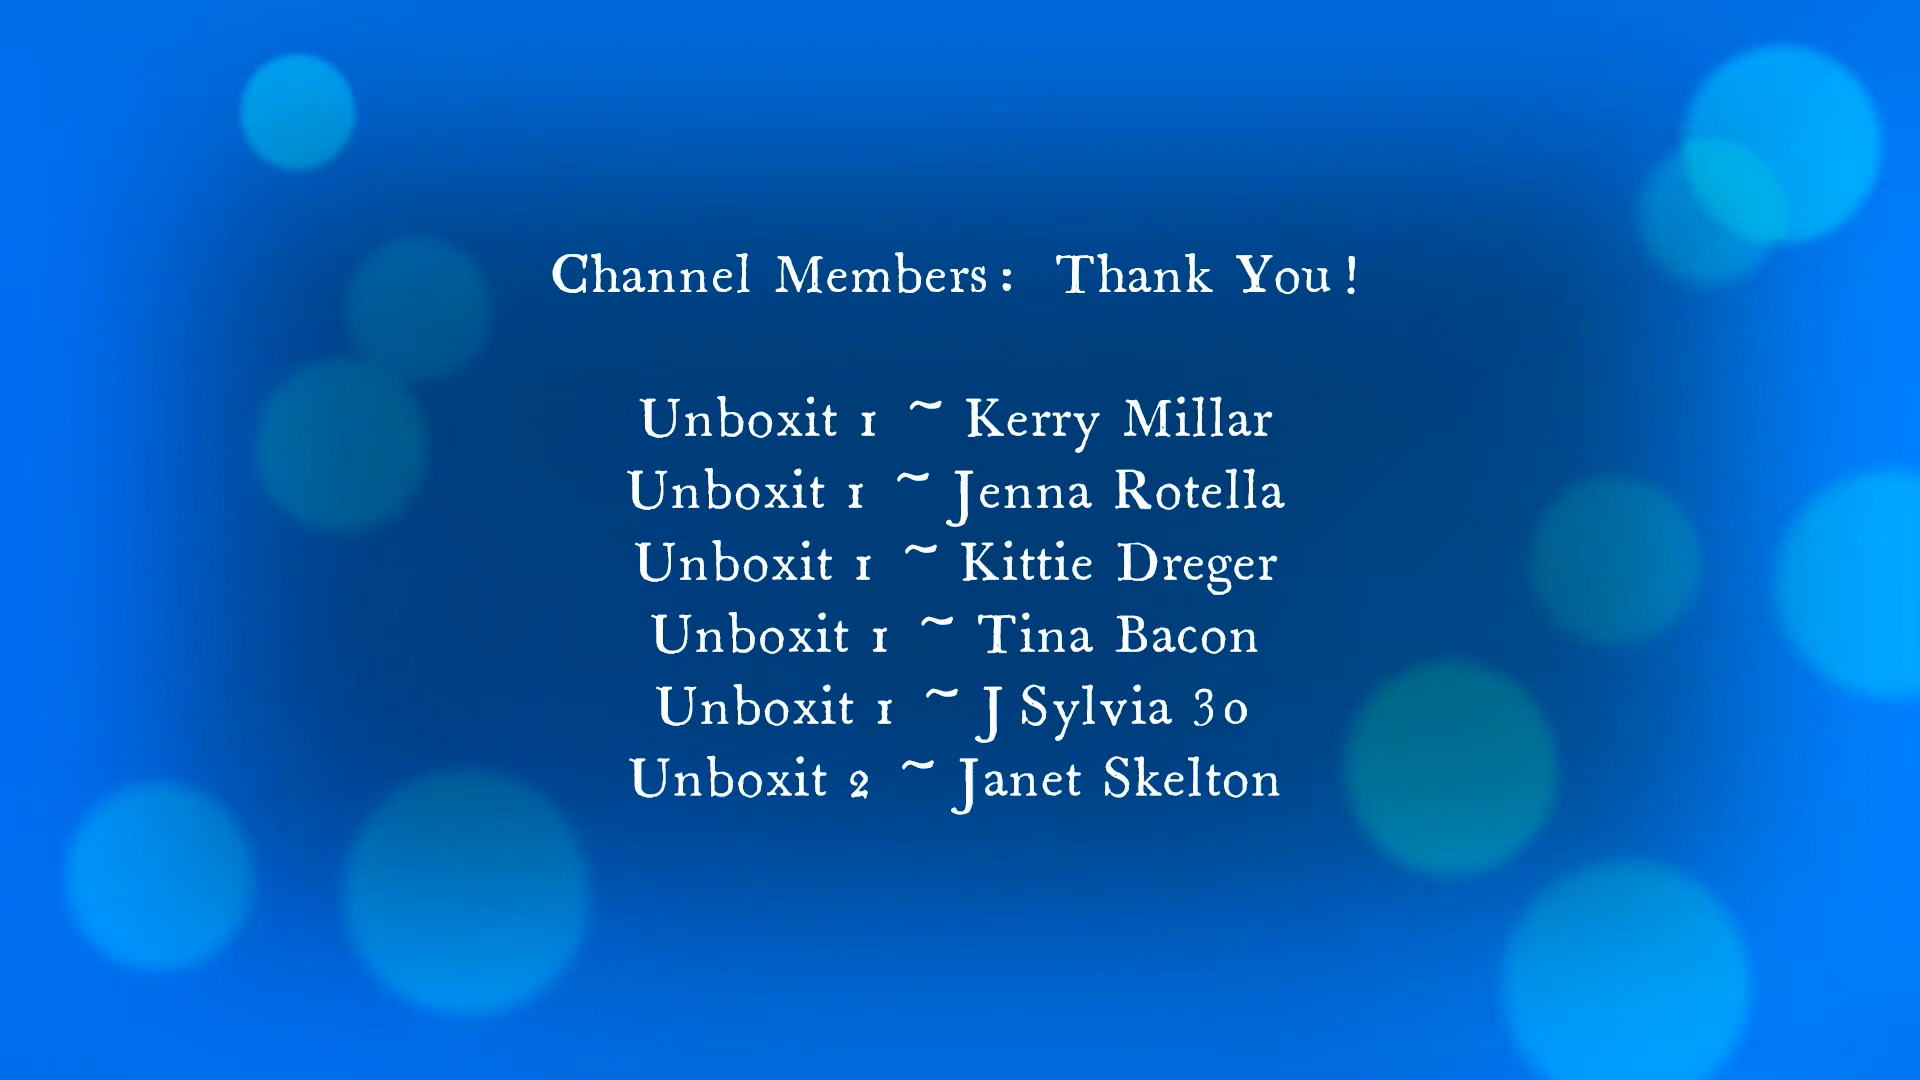 Channel Members: Thank You!
Unboxit 1 ~ Kerry Millar
Unboxit 1 ~ Jenna Rotella
Unboxit 1 ~ Kittie Dreger
Unboxit 1 ~ Tina Bacon
Unboxit 1 ~ J Sylvia 30
Unboxit 2 ~ Janet Skelton